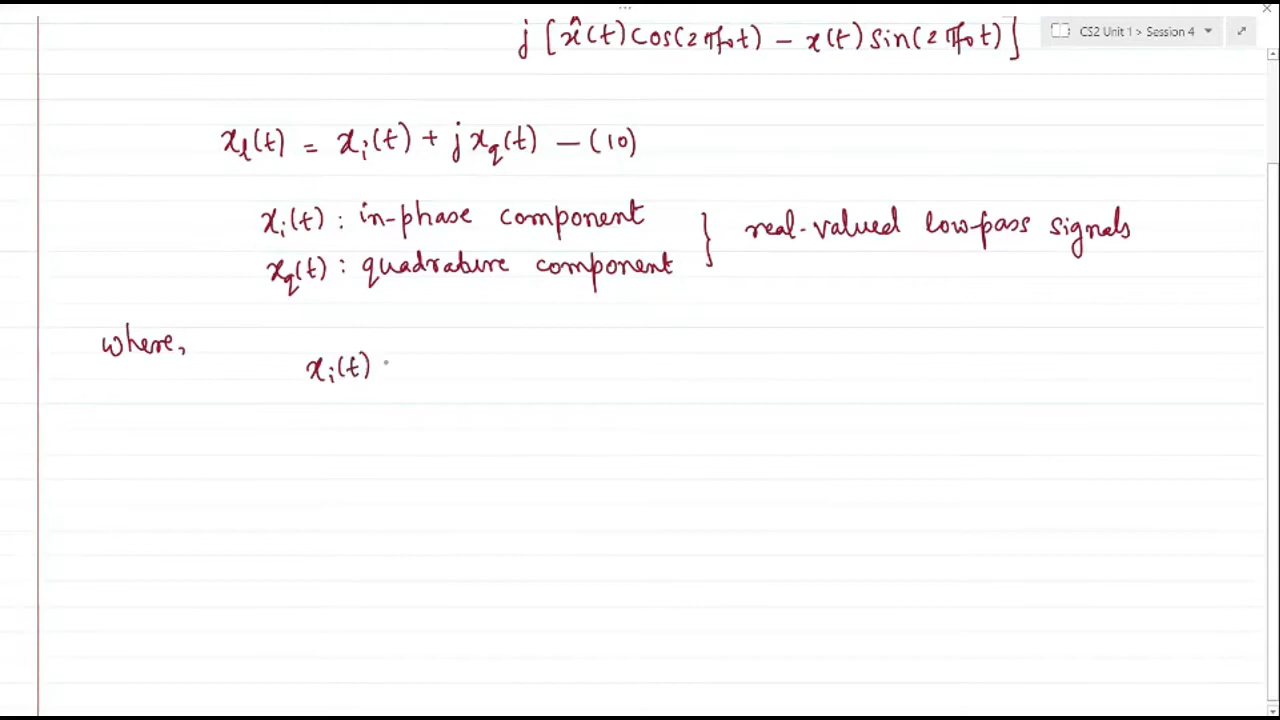 j [x̂(t) cos(2πf₀t) – x(t) sin(2πf₀t)]
CS2 Unit 1 > Session 4
xₗ(t) = xᵢ(t) + j x_q(t) — (10)
xᵢ(t) : in-phase component
x_q(t) : quadrature component } real-valued low-pass signals
where,
xᵢ(t)